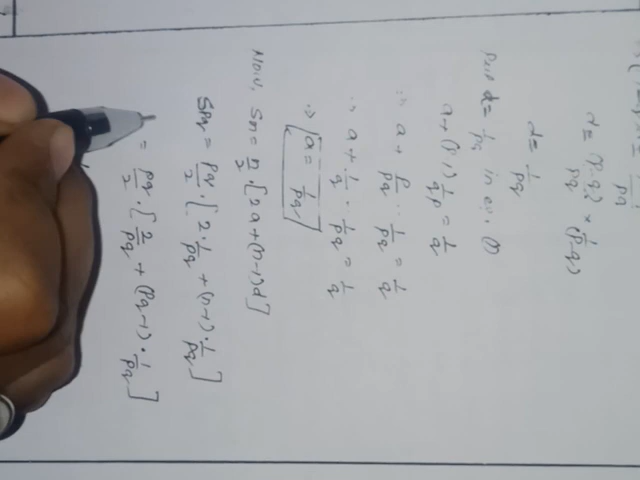 d = (p-q)/pq × 1/(p-q)
d = 1/pq
Put d = 1/pq in eq. (1)
a + (p-1) 1/qp = 1/q
∴ a + p/pq - 1/pq = 1/q
∴ a + 1/q - 1/pq = 1/q
⇒ a = 1/pq
Now, Sn = n/2 [2a + (n-1)d]
Spq = pq/2 · [2 · 1/pq + (n-1) · 1/pq]
= pq/2 · [2/pq + (pq-1) · 1/pq]